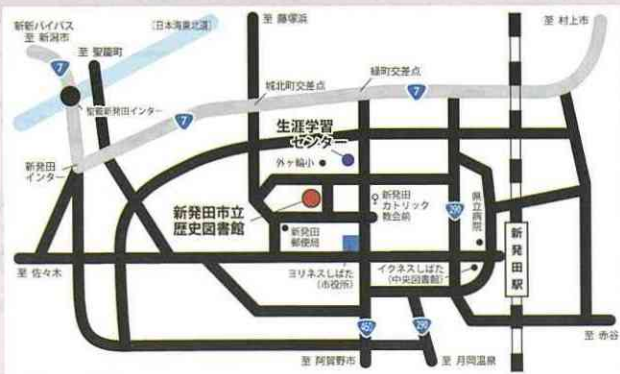 新新バイパス
至 新潟市
至 聖籠町
(日本海東北道)
至 藤塚浜
至 村上市
7
聖籠新発田インター
城北町交差点
緑町交差点
7
7
生涯学習
センター
外ヶ輪小
新発田
インター
新発田市立
歴史図書館
新発田
カトリック
教会前
290
県立病院
新発田駅
新発田
郵便局
至 佐々木
ヨリネスしばた
(市役所)
イクネスしばた
(中央図書館)
460
290
至 赤谷
至 阿賀野市
至 月岡温泉